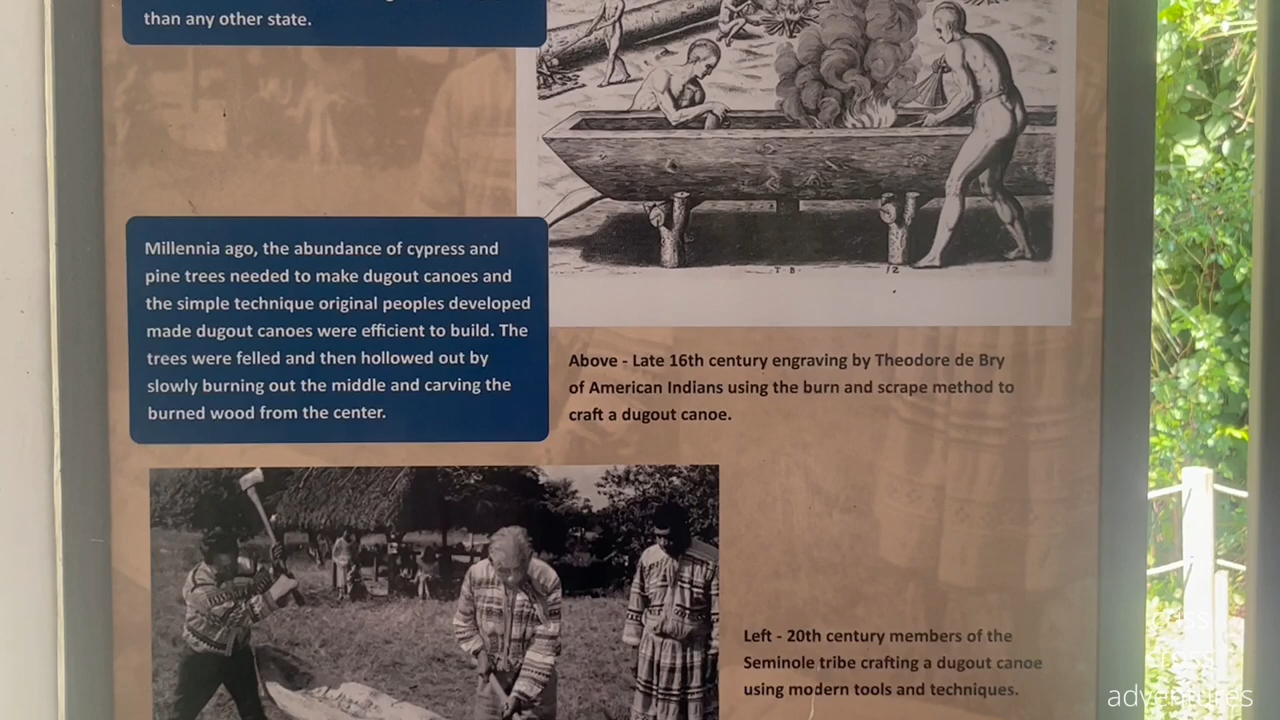 than any other state.
Millennia ago, the abundance of cypress and
pine trees needed to make dugout canoes and
the simple technique original peoples developed
made dugout canoes were efficient to build. The
trees were felled and then hollowed out by
slowly burning out the middle and carving the
burned wood from the center.
T·B·
12
Above - Late 16th century engraving by Theodore de Bry
of American Indians using the burn and scrape method to
craft a dugout canoe.
Left - 20th century members of the
Seminole tribe crafting a dugout canoe
using modern tools and techniques.
adventures